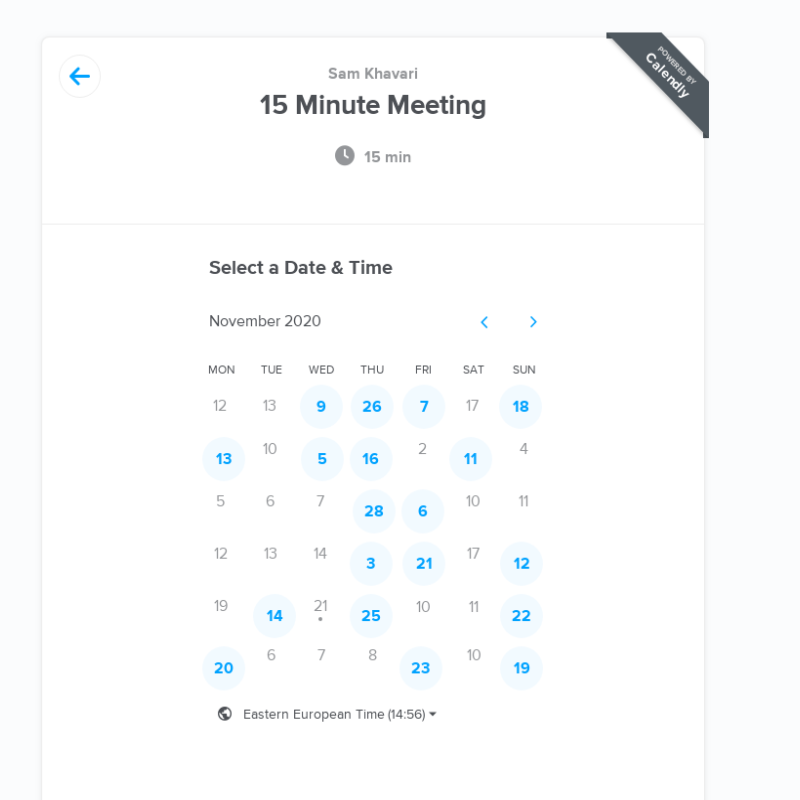 POWERED BY
Calendly
Sam Khavari
15 Minute Meeting
15 min
Select a Date & Time
November 2020
MON TUE WED THU FRI SAT SUN
12 13 9 26 7 17 18
13 10 5 16 2 11 4
5 6 7 28 6 10 11
12 13 14 3 21 17 12
19 14 21 25 10 11 22
20 6 7 8 23 10 19
Eastern European Time (14:56)